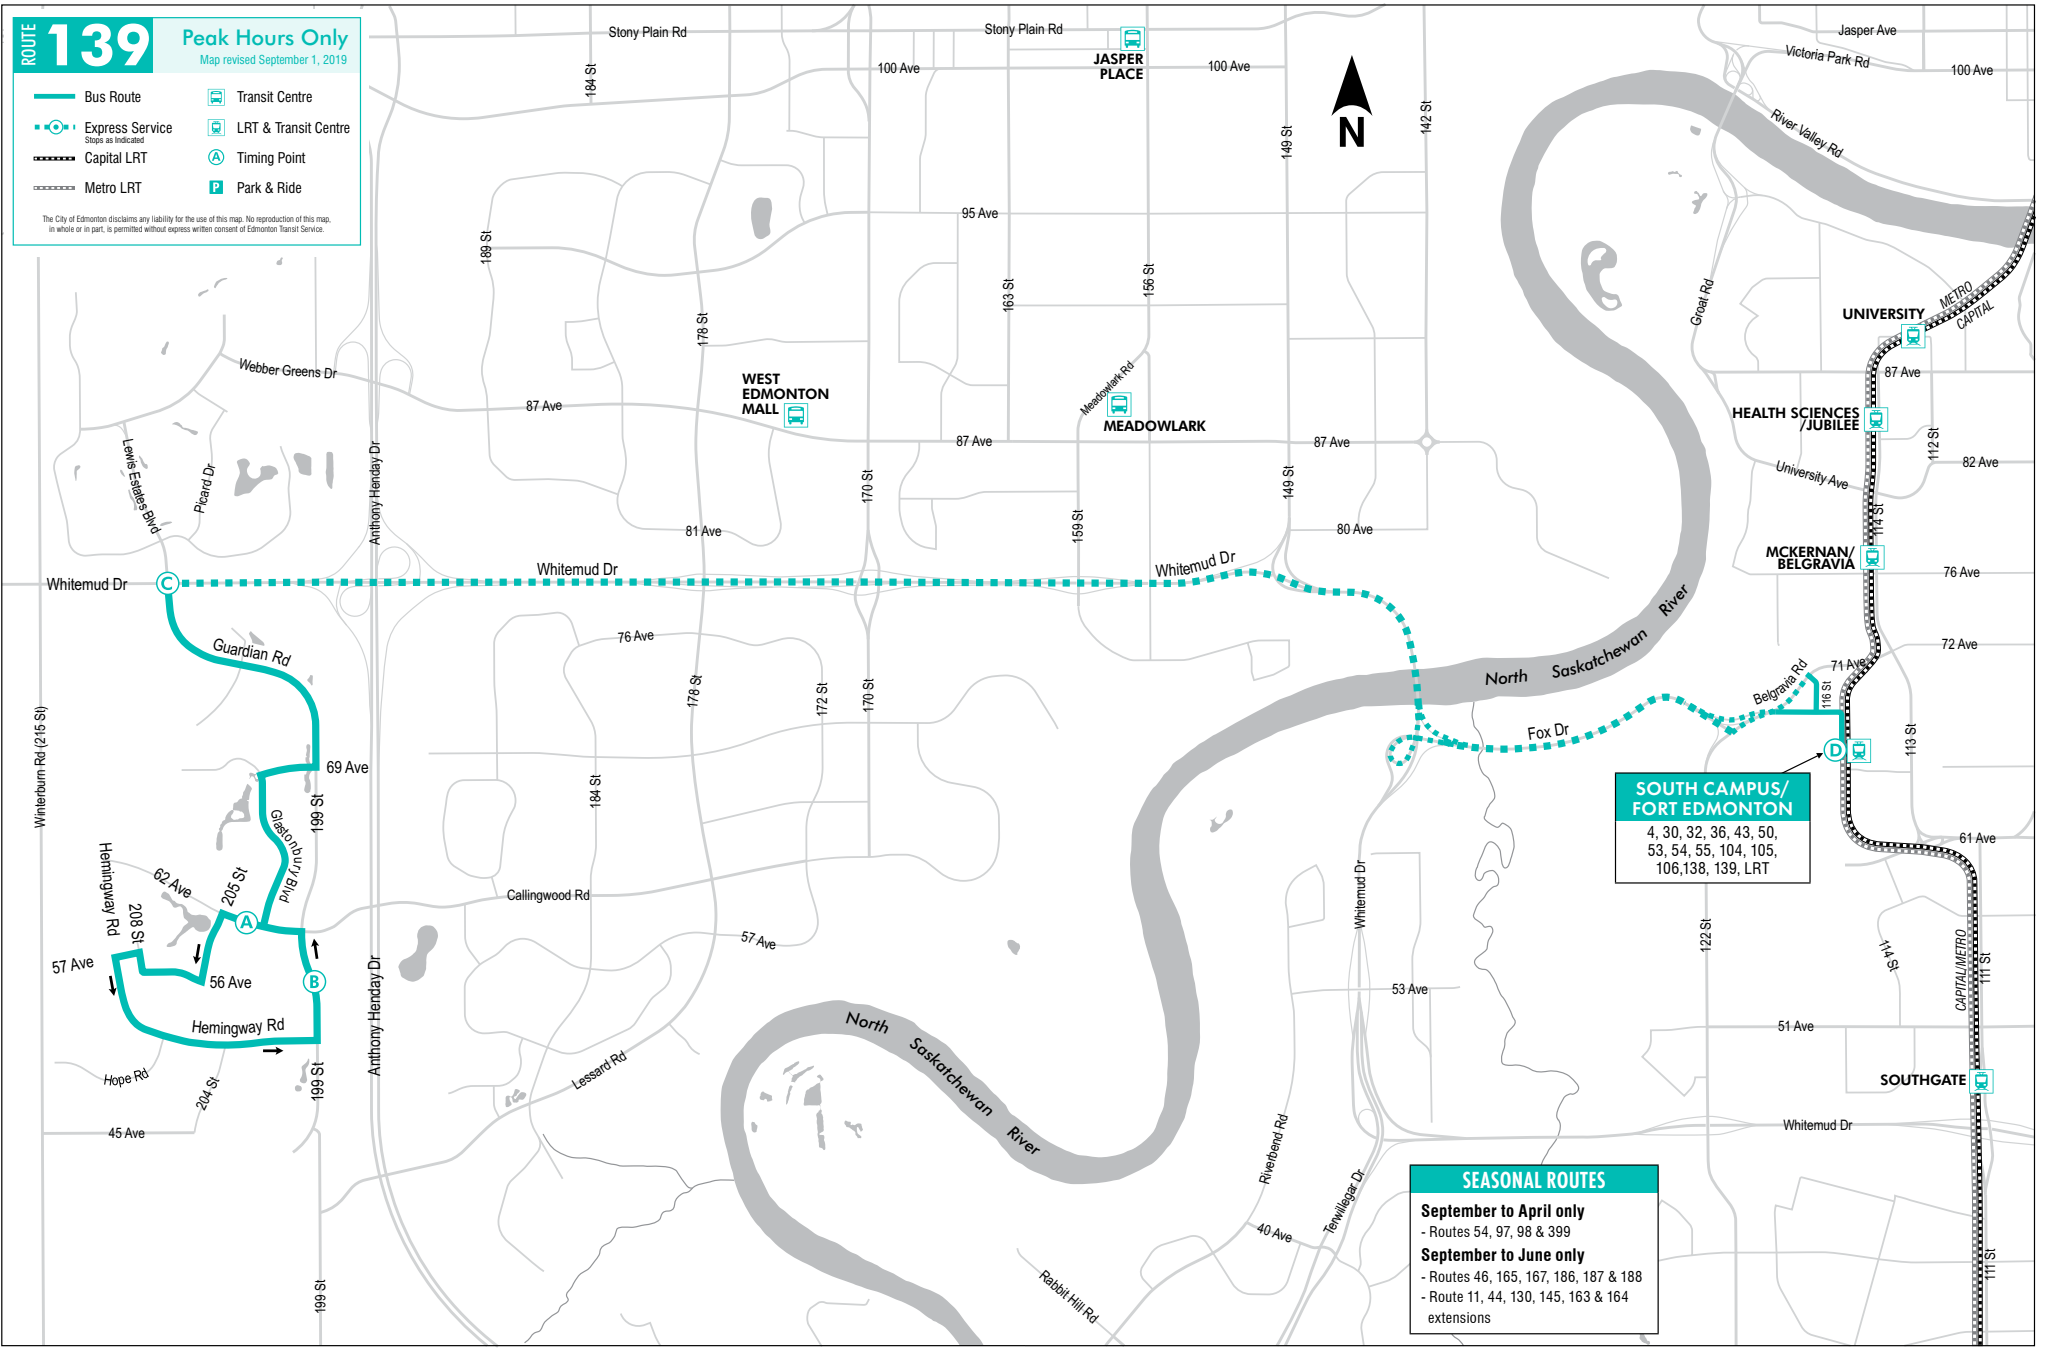 ROUTE
139
Peak Hours Only
Map revised September 1, 2019
Bus Route
Transit Centre
Express Service
Stops as Indicated
LRT & Transit Centre
Capital LRT
A
Timing Point
Metro LRT
P
Park & Ride
The City of Edmonton disclaims any liability for the use of this map. No reproduction of this map,
in whole or in part, is permitted without express written consent of Edmonton Transit Service.
Stony Plain Rd
Stony Plain Rd
JASPER
PLACE
100 Ave
100 Ave
184 St
142 St
149 St
N
Jasper Ave
Victoria Park Rd
100 Ave
River Valley Rd
95 Ave
189 St
163 St
156 St
178 St
Groat Rd
METRO
CAPITAL
UNIVERSITY
Webber Greens Dr
87 Ave
WEST
EDMONTON
MALL
Meadowlark Rd
MEADOWLARK
87 Ave
87 Ave
87 Ave
HEALTH SCIENCES
/JUBILEE
112 St
82 Ave
University Ave
Lewis Estates Blvd
Picard Dr
Anthony Henday Dr
170 St
149 St
159 St
81 Ave
80 Ave
114 St
MCKERNAN/
BELGRAVIA
76 Ave
Whitemud Dr
C
Whitemud Dr
Whitemud Dr
Guardian Rd
76 Ave
178 St
172 St
170 St
North Saskatchewan River
72 Ave
71 Ave
Belgravia Rd
116 St
Fox Dr
113 St
D
Winterburn Rd (215 St)
69 Ave
199 St
184 St
Glastonbury Blvd
SOUTH CAMPUS/
FORT EDMONTON
4, 30, 32, 36, 43, 50,
53, 54, 55, 104, 105,
106,138, 139, LRT
61 Ave
Hemingway Rd
62 Ave
205 St
208 St
A
Callingwood Rd
Whitemud Dr
122 St
114 St
CAPITAL/METRO
111 St
57 Ave
57 Ave
56 Ave
B
53 Ave
Hemingway Rd
Anthony Henday Dr
North Saskatchewan River
51 Ave
Hope Rd
204 St
199 St
Lessard Rd
SOUTHGATE
45 Ave
Riverbend Rd
Whitemud Dr
Terwillegar Dr
40 Ave
Rabbit Hill Rd
199 St
111 St
SEASONAL ROUTES
September to April only
- Routes 54, 97, 98 & 399
September to June only
- Routes 46, 165, 167, 186, 187 & 188
- Route 11, 44, 130, 145, 163 & 164
extensions